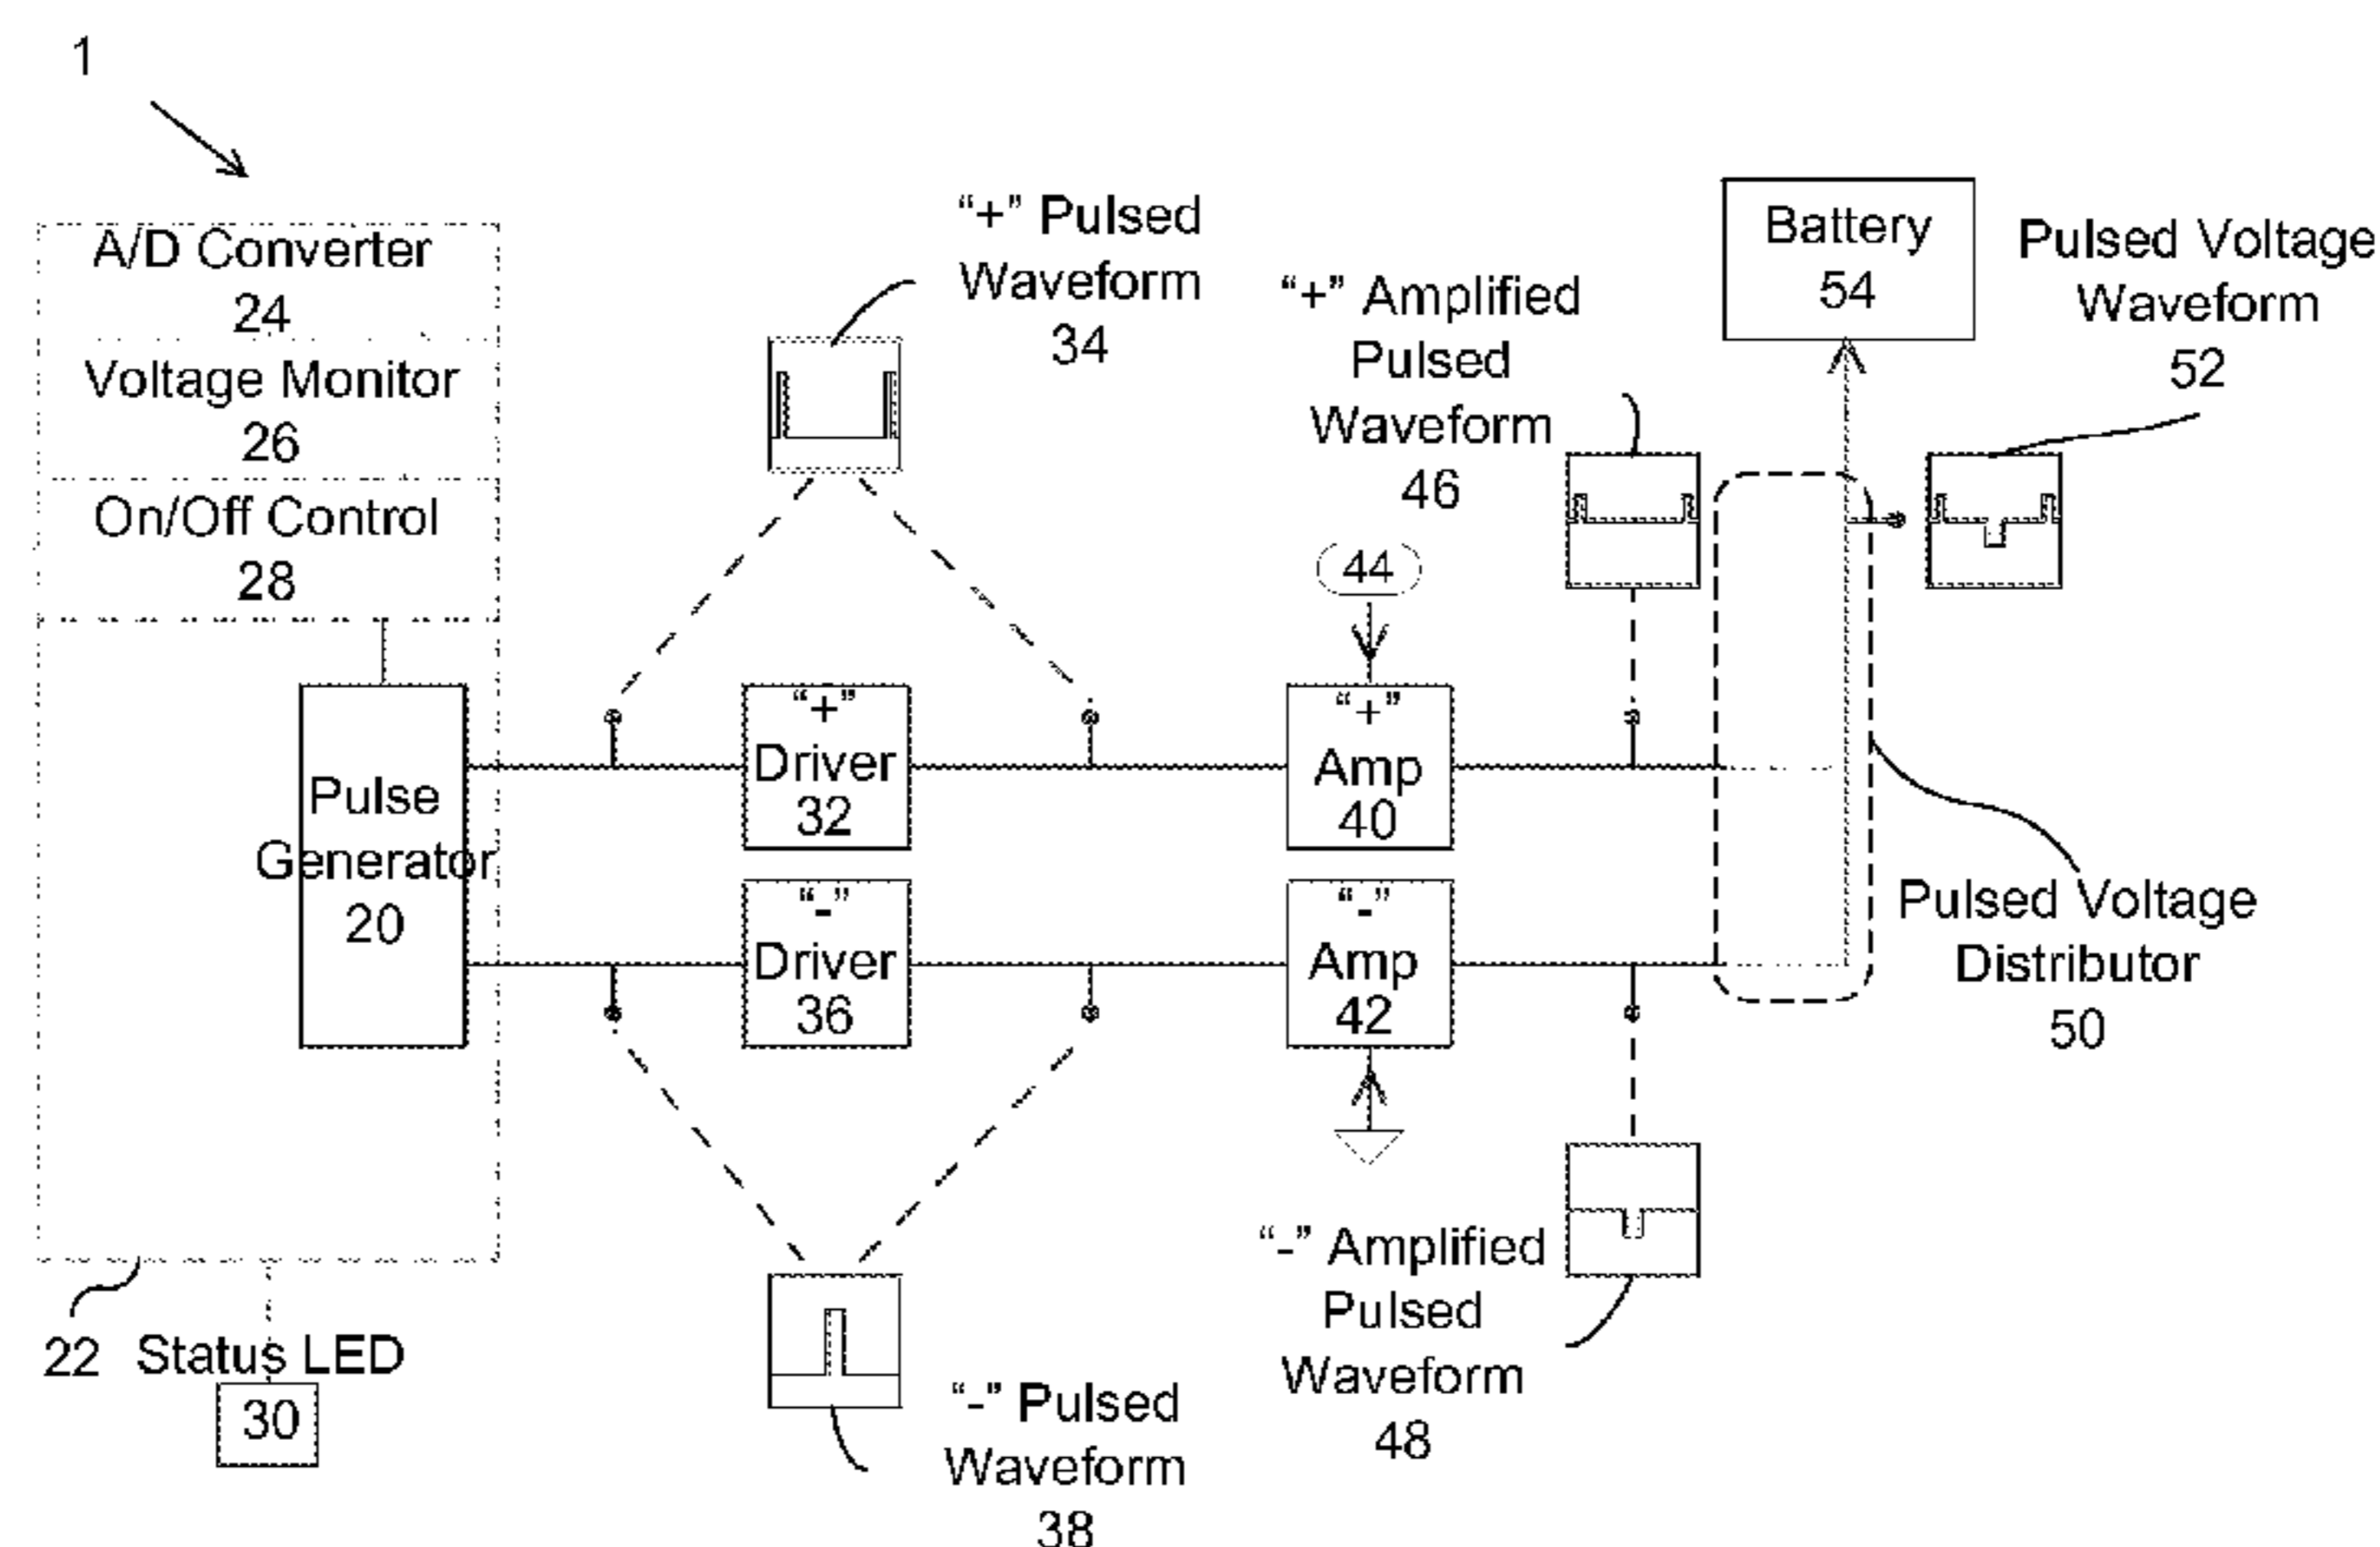 1
A/D Converter
24
Voltage Monitor
26
On/Off Control
28
Pulse
Generator
20
22
Status LED
30
“+” Pulsed
Waveform
34
“+”
Driver
32
“-”
Driver
36
“-” Pulsed
Waveform
38
“+” Amplified
Pulsed
Waveform
46
44
“+”
Amp
40
“-”
Amp
42
“-” Amplified
Pulsed
Waveform
48
Battery
54
Pulsed Voltage
Waveform
52
Pulsed Voltage
Distributor
50